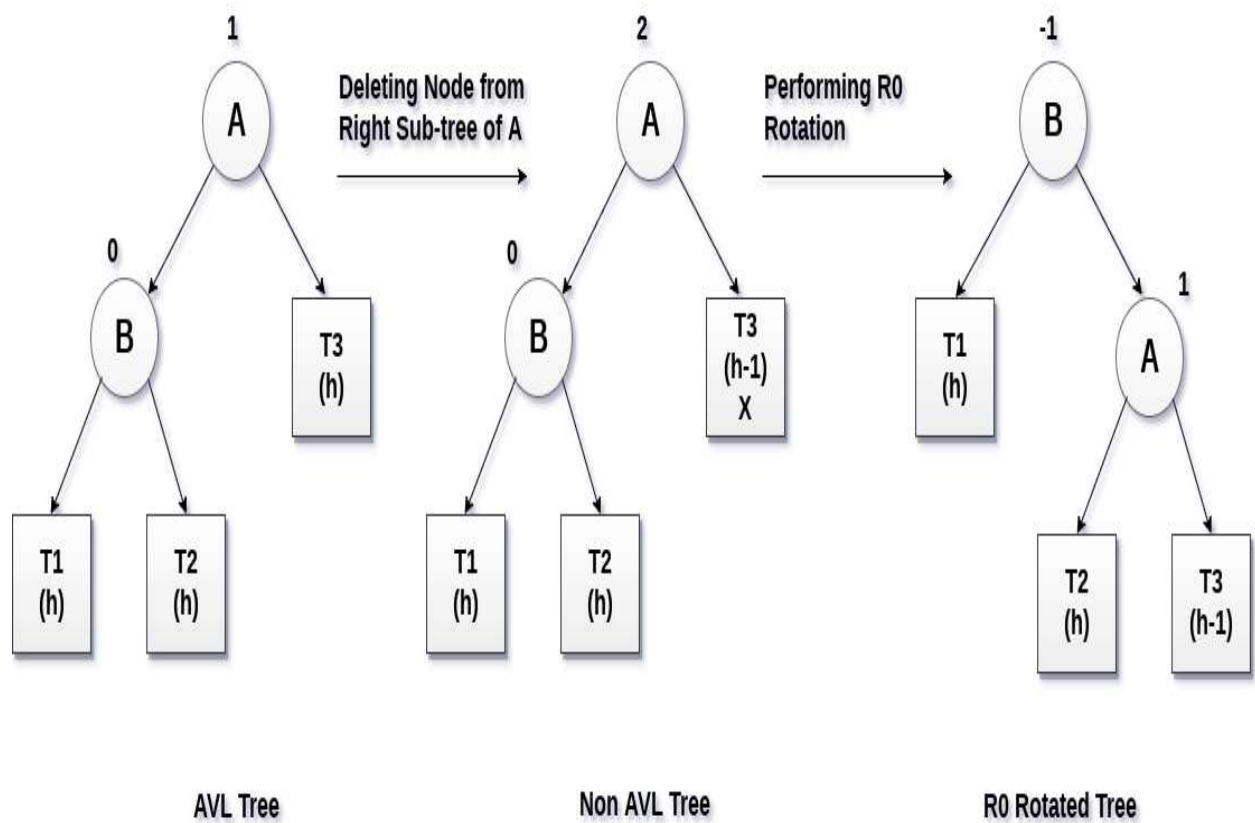 1
2
-1
Deleting Node from
Right Sub-tree of A
Performing R0
Rotation
A
A
B
0
0
1
B
T3
(h)
B
T3
(h-1)
X
T1
(h)
A
T1
(h)
T2
(h)
T1
(h)
T2
(h)
T2
(h)
T3
(h-1)
AVL Tree
Non AVL Tree
R0 Rotated Tree